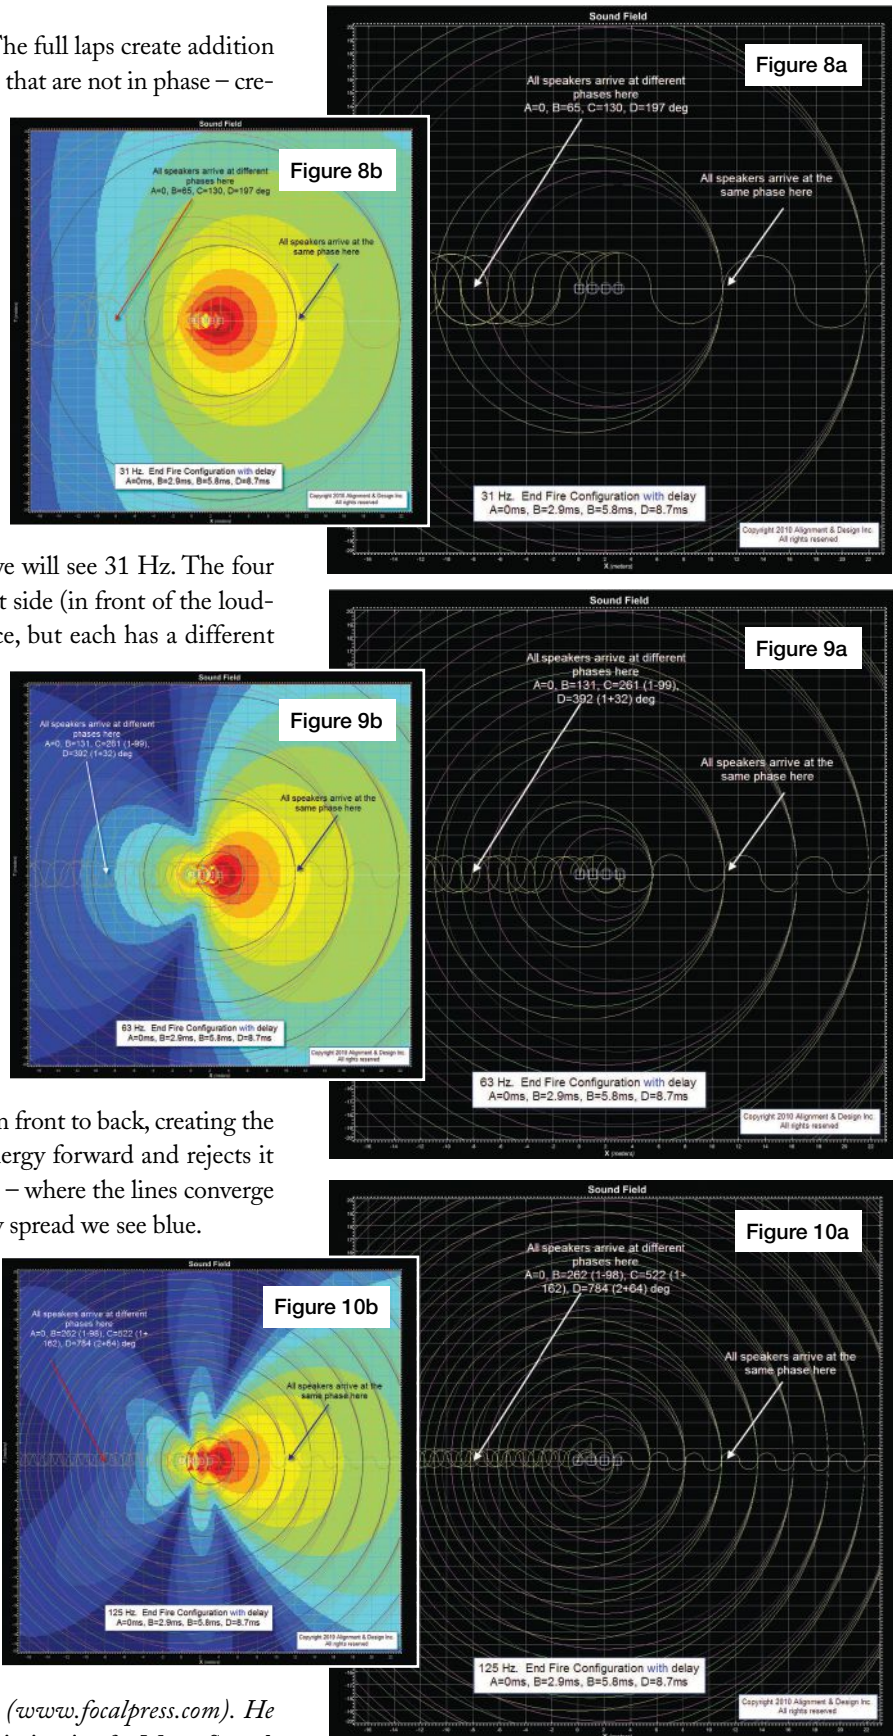 The full laps create addition
that are not in phase – cre-
Sound Field
Figure 8a
All speakers arrive at different
phases here
A=0, B=65, C=130, D=197 deg
All speakers arrive at the
same phase here
31 Hz. End Fire Configuration with delay
A=0ms, B=2.9ms, B=5.8ms, D=8.7ms
Copyright 2010 Alignment & Design Inc.
All rights reserved
X (meters)
Sound Field
Figure 8b
All speakers arrive at different
phases here
A=0, B=65, C=130, D=197 deg
All speakers arrive at the
same phase here
31 Hz. End Fire Configuration with delay
A=0ms, B=2.9ms, B=5.8ms, D=8.7ms
Copyright 2010 Alignment & Design Inc.
All rights reserved
X (meters)
ve will see 31 Hz. The four
t side (in front of the loud-
ce, but each has a different
Sound Field
Figure 9a
All speakers arrive at different
phases here
A=0, B=131, C=261 (1-99),
D=392 (1+32) deg
All speakers arrive at the
same phase here
63 Hz. End Fire Configuration with delay
A=0ms, B=2.9ms, B=5.8ms, D=8.7ms
Copyright 2010 Alignment & Design Inc.
All rights reserved
X (meters)
Sound Field
Figure 9b
All speakers arrive at different
phases here
A=0, B=131, C=261 (1-99),
D=392 (1+32) deg
All speakers arrive at the
same phase here
63 Hz. End Fire Configuration with delay
A=0ms, B=2.9ms, B=5.8ms, D=8.7ms
Copyright 2010 Alignment & Design Inc.
All rights reserved
X (meters)
n front to back, creating the
nergy forward and rejects it
– where the lines converge
y spread we see blue.
Sound Field
Figure 10a
All speakers arrive at different
phases here
A=0, B=262 (1-98), C=522 (1+
162), D=784 (2+64) deg
All speakers arrive at the
same phase here
125 Hz. End Fire Configuration with delay
A=0ms, B=2.9ms, B=5.8ms, D=8.7ms
Copyright 2010 Alignment & Design Inc.
All rights reserved
Sound Field
Figure 10b
All speakers arrive at different
phases here
A=0, B=262 (1-98), C=522 (1+
162), D=784 (2+64) deg
All speakers arrive at the
same phase here
125 Hz. End Fire Configuration with delay
A=0ms, B=2.9ms, B=5.8ms, D=8.7ms
Copyright 2010 Alignment & Design Inc.
All rights reserved
X (meters)
(www.focalpress.com). He